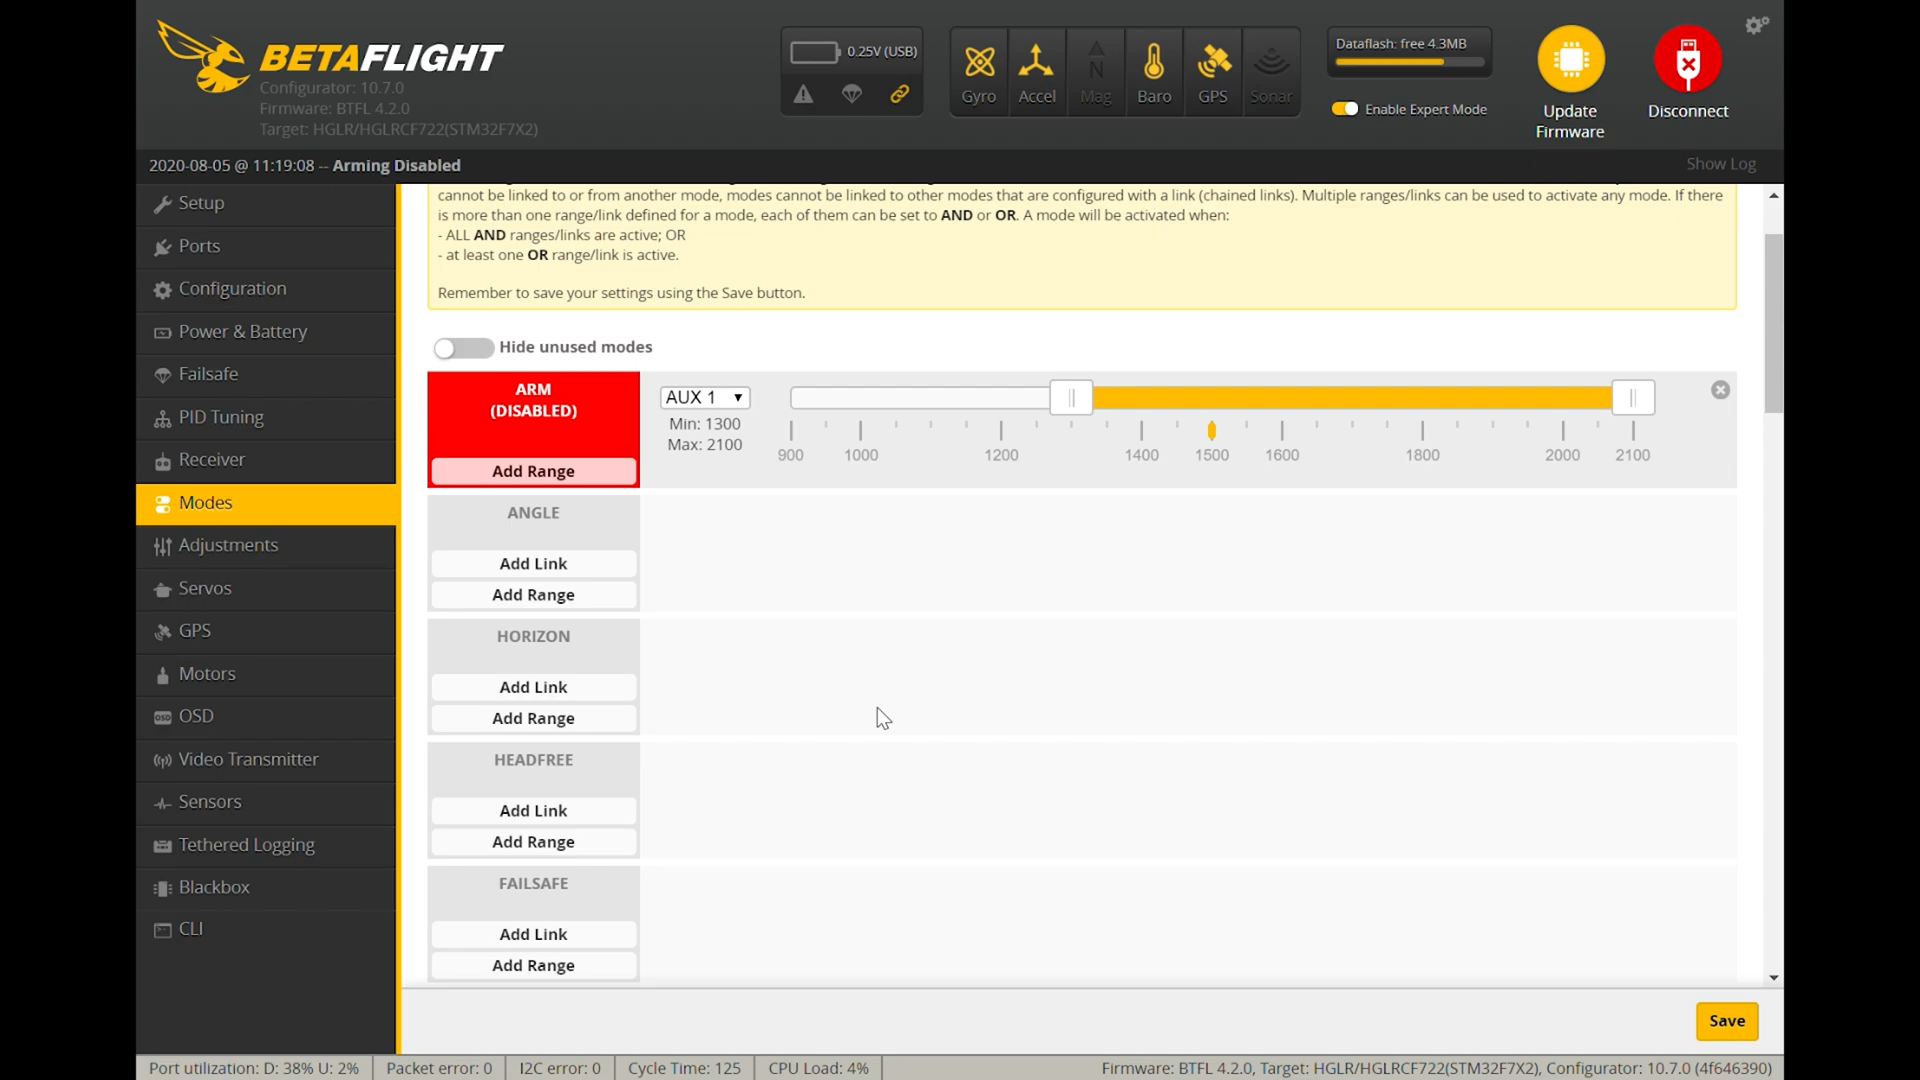 BETAFLIGHT
Configurator: 10.7.0
Firmware: BTFL 4.2.0
Target: HGLR/HGLRCF722(STM32F7X2)
0.25V (USB)
Gyro
Accel
N
Mag
Baro
GPS
Sonar
Dataflash: free 4.3MB
Enable Expert Mode
Update
Firmware
Disconnect
2020-08-05 @ 11:19:08 -- Arming Disabled
Show Log
Setup
Ports
Configuration
Power & Battery
Failsafe
PID Tuning
Receiver
Modes
Adjustments
Servos
GPS
Motors
OSD
Video Transmitter
Sensors
Tethered Logging
Blackbox
CLI
cannot be linked to or from another mode, modes cannot be linked to other modes that are configured with a link (chained links). Multiple ranges/links can be used to activate any mode. If there
is more than one range/link defined for a mode, each of them can be set to AND or OR. A mode will be activated when:
- ALL AND ranges/links are active; OR
- at least one OR range/link is active.
Remember to save your settings using the Save button.
Hide unused modes
ARM
(DISABLED)
Add Range
AUX 1
Min: 1300
Max: 2100
900 1000 1200 1400 1500 1600 1800 2000 2100
ANGLE
Add Link
Add Range
HORIZON
Add Link
Add Range
HEADFREE
Add Link
Add Range
FAILSAFE
Add Link
Add Range
Save
Port utilization: D: 38% U: 2%
Packet error: 0
I2C error: 0
Cycle Time: 125
CPU Load: 4%
Firmware: BTFL 4.2.0, Target: HGLR/HGLRCF722(STM32F7X2), Configurator: 10.7.0 (4f646390)